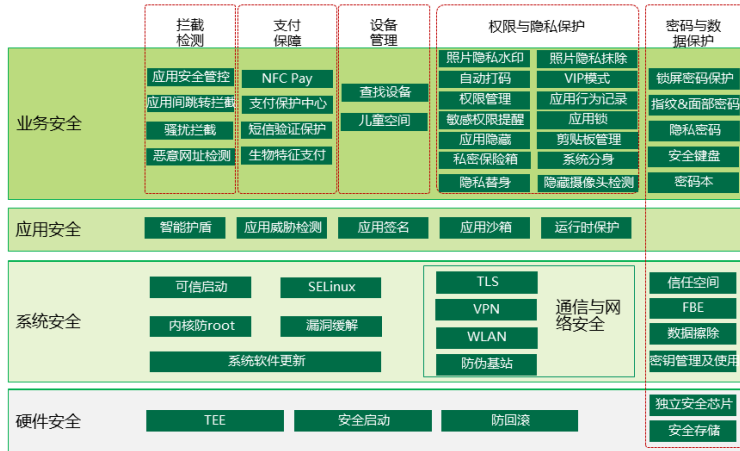 拦截
检测
支付
保障
设备
管理
权限与隐私保护
密码与数
据保护
业务安全
应用安全管控
应用间跳转拦截
骚扰拦截
恶意网址检测
NFC Pay
支付保护中心
短信验证保护
生物特征支付
查找设备
儿童空间
照片隐私水印
照片隐私抹除
自动打码
VIP模式
权限管理
应用行为记录
敏感权限提醒
应用锁
应用隐藏
剪贴板管理
私密保险箱
系统分身
隐私替身
隐藏摄像头检测
锁屏密码保护
指纹&面部密码
隐私密码
安全键盘
密码本
应用安全
智能护盾
应用威胁检测
应用签名
应用沙箱
运行时保护
系统安全
可信启动
SELinux
内核防root
漏洞缓解
系统软件更新
TLS
VPN
WLAN
防伪基站
通信与网
络安全
信任空间
FBE
数据擦除
密钥管理及使用
硬件安全
TEE
安全启动
防回滚
独立安全芯片
安全存储